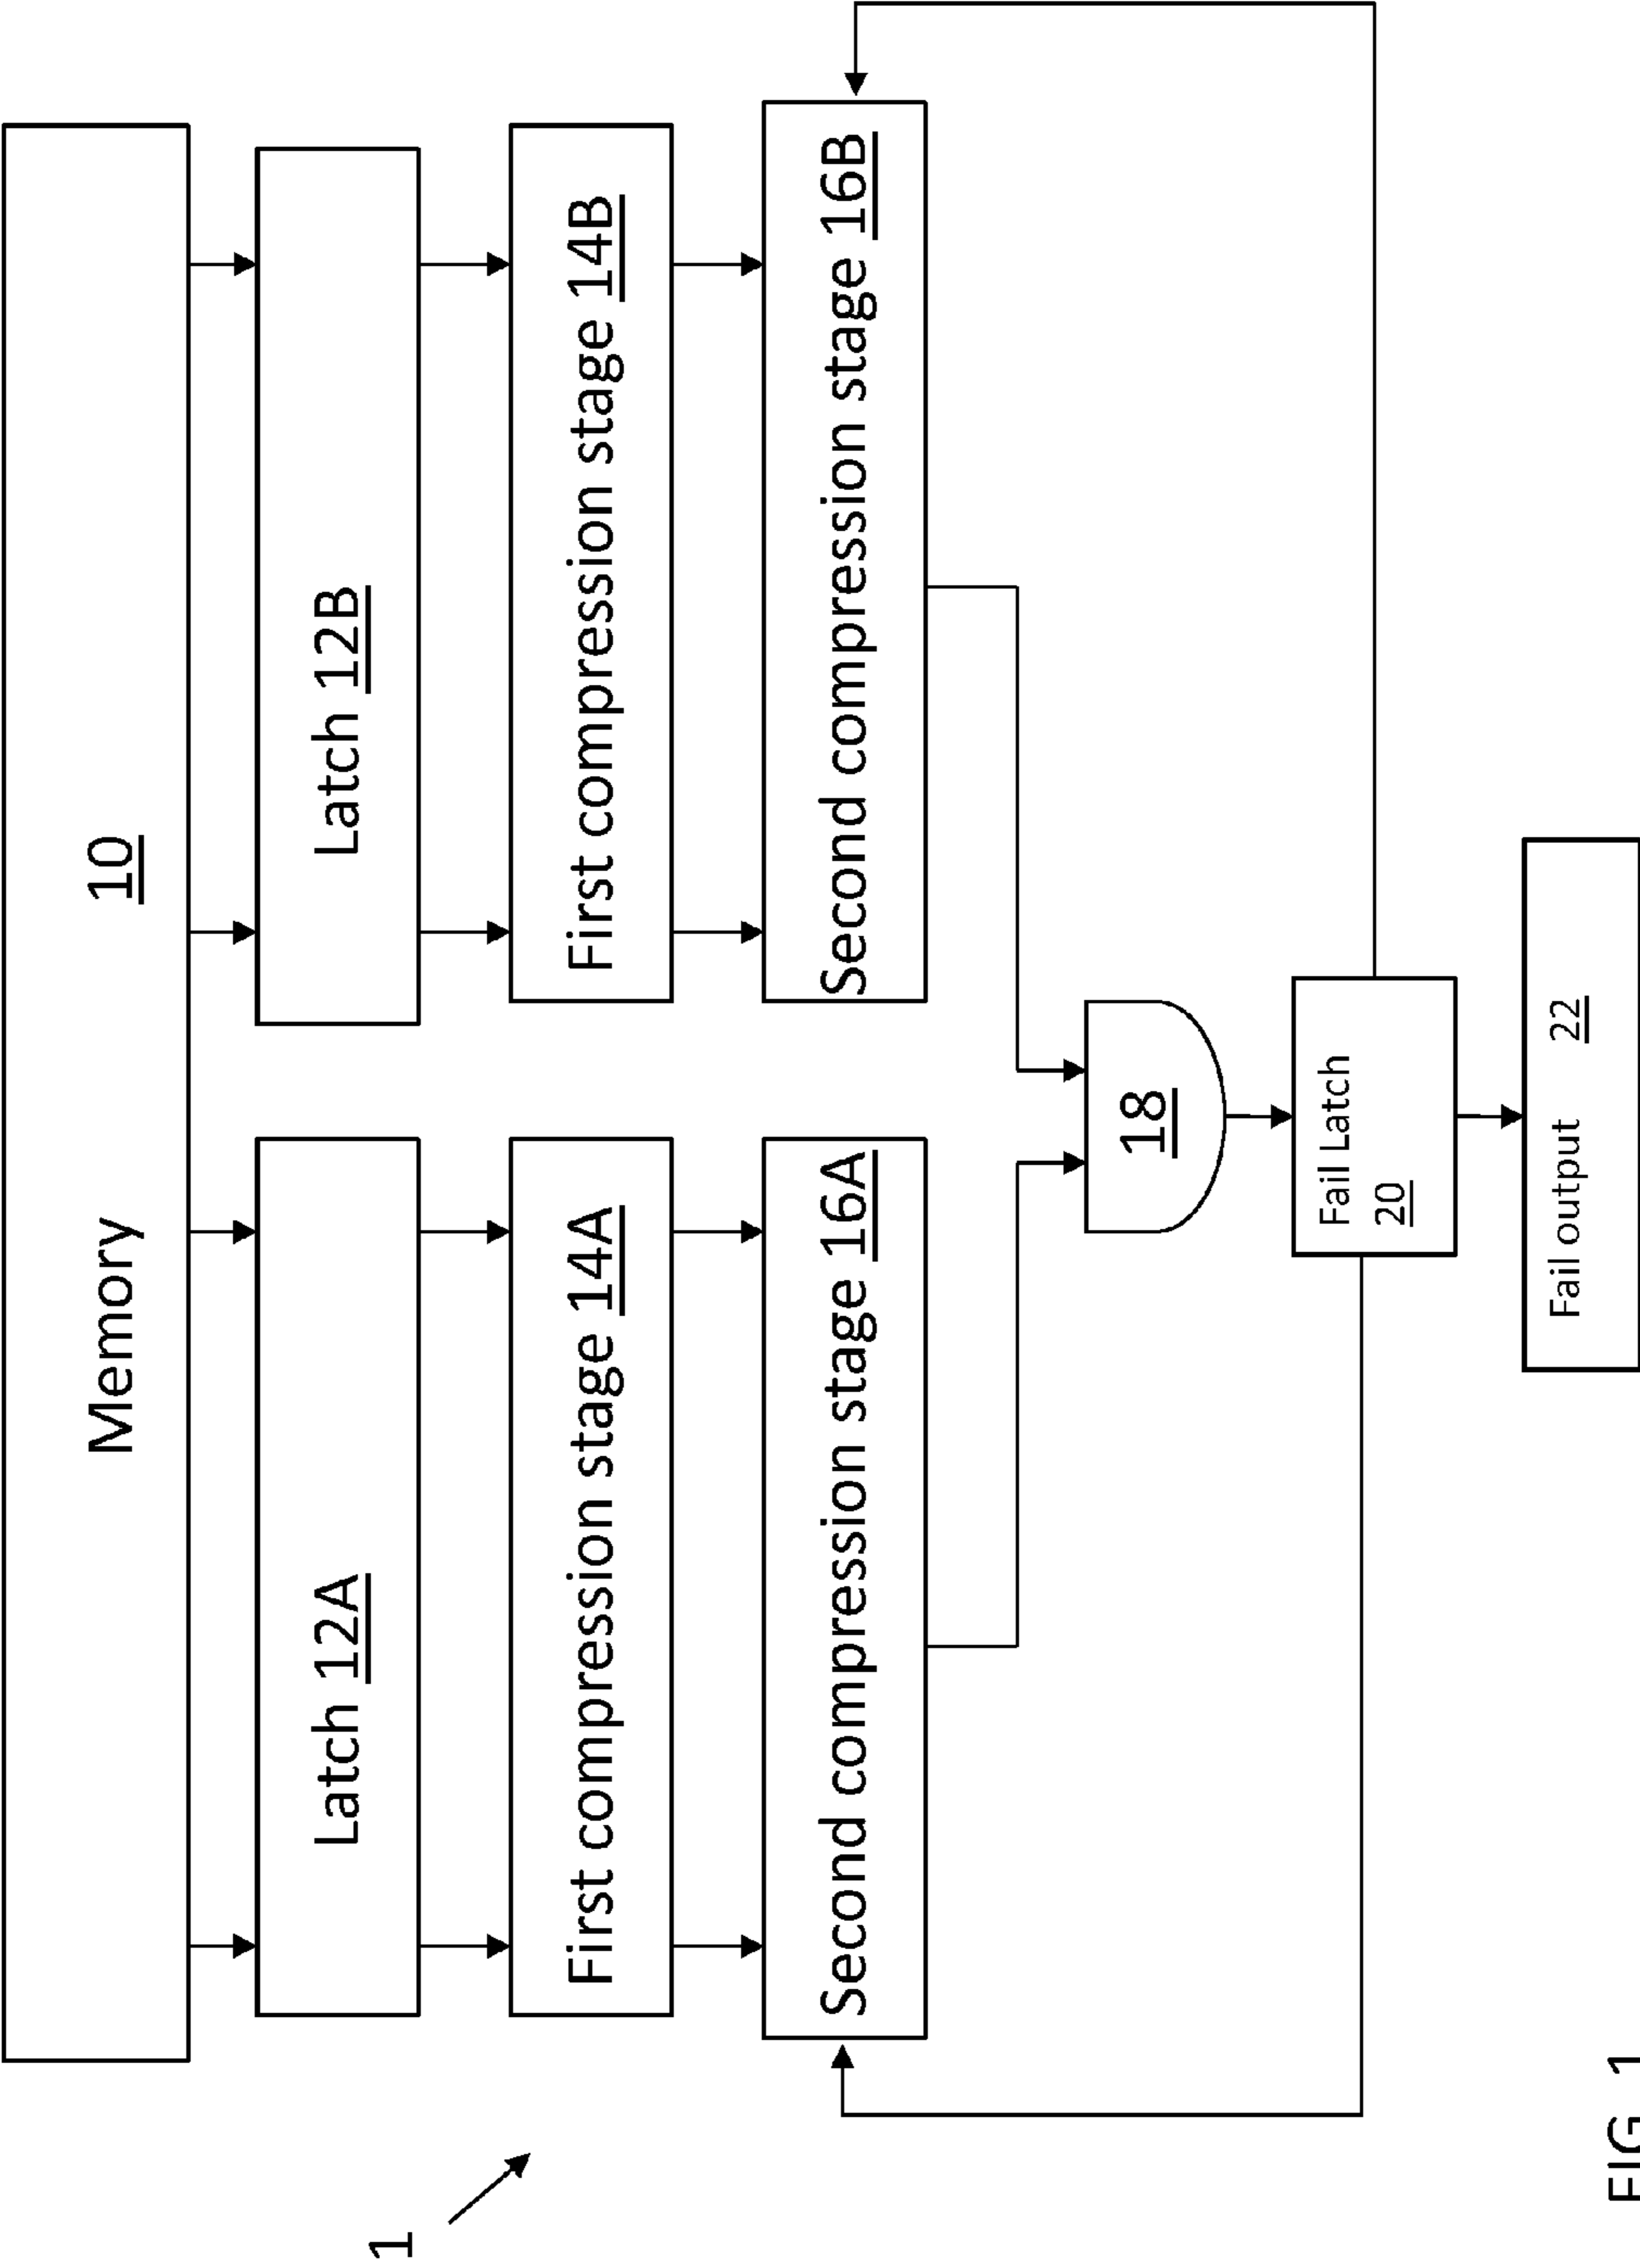 Memory 10
Latch 12A
Latch 12B
1
First compression stage 14A
First compression stage 14B
Second compression stage 16A
Second compression stage 16B
18
Fail Latch
20
Fail output 22
FIG. 1